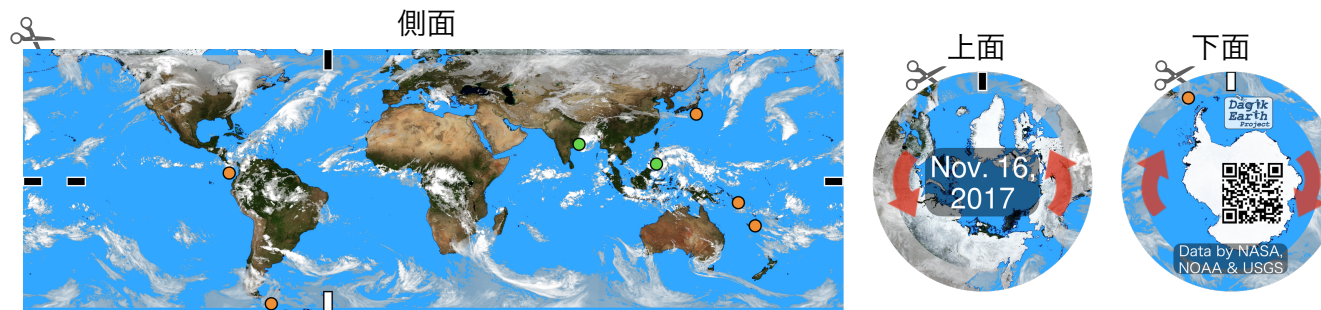 側面
上面
Nov. 16,
2017
下面
Dagik
Earth
Project
Data by NASA,
NOAA & USGS